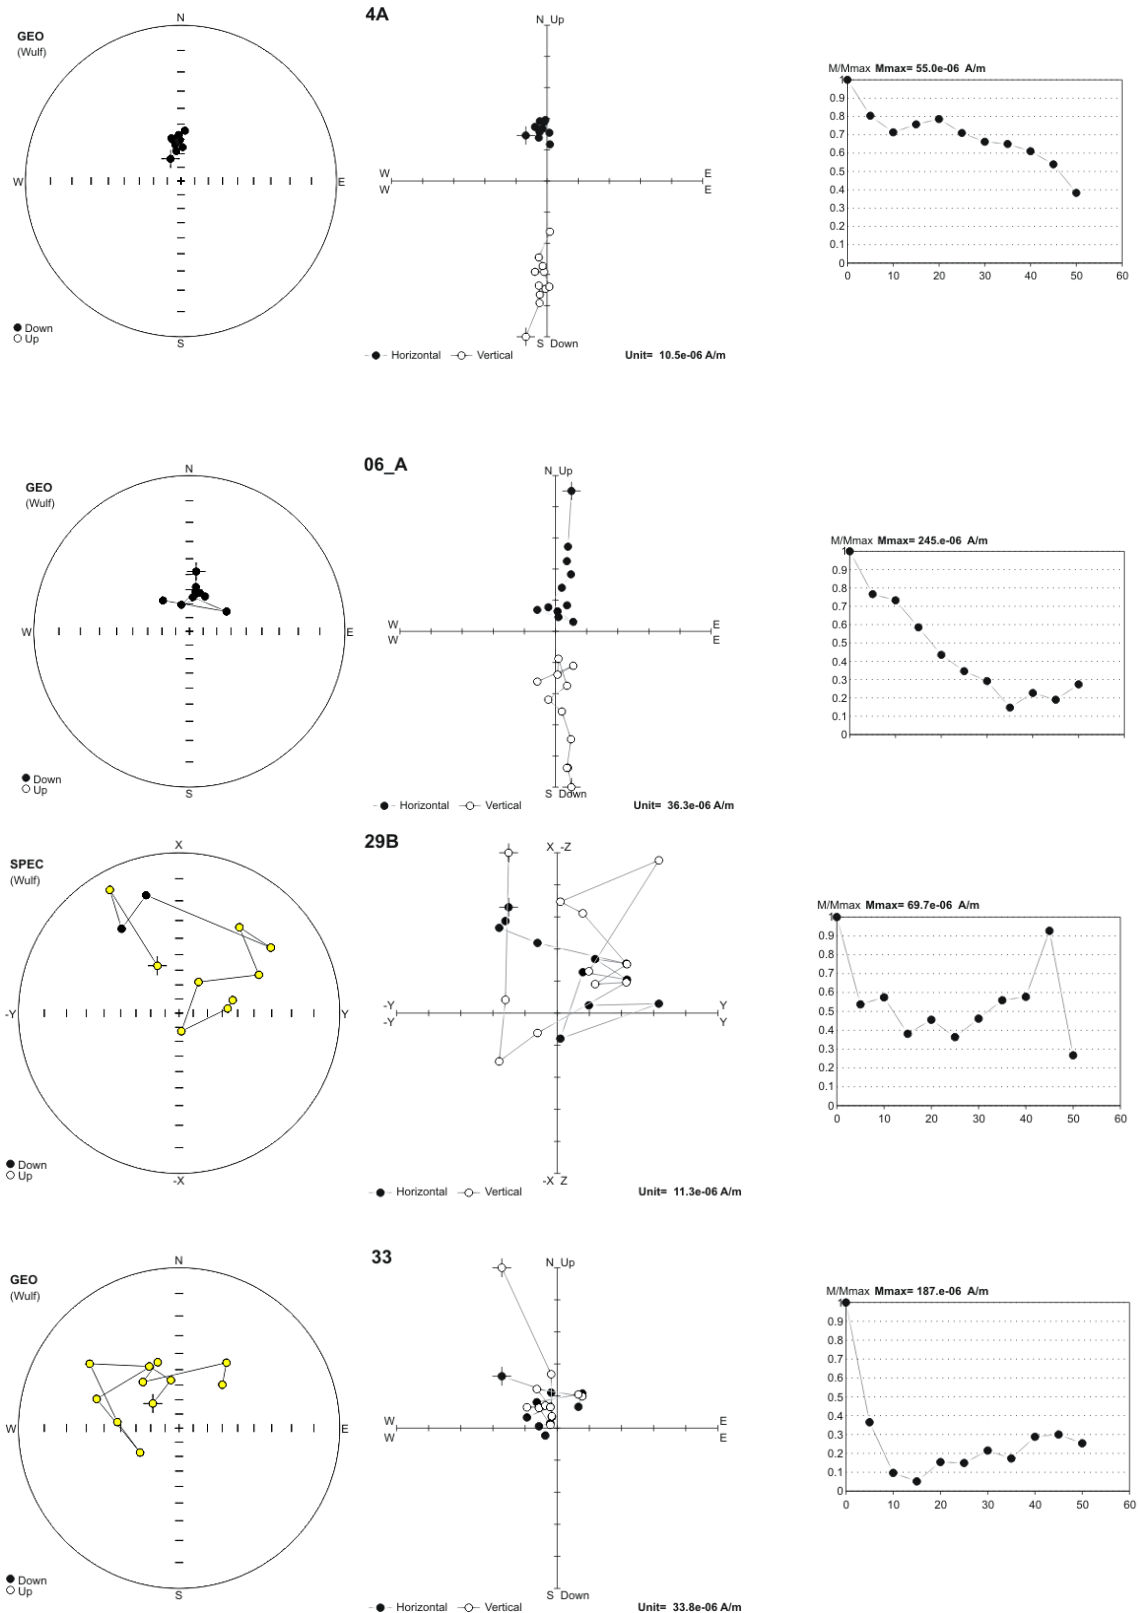 4A
GEO
(Wulf)
N
W
E
S
Down
Up
N Up
W
W
E
E
S Down
Horizontal
Vertical
Unit= 10.5e-06 A/m
M/Mmax Mmax= 55.0e-06 A/m
1
0.9
0.8
0.7
0.6
0.5
0.4
0.3
0.2
0.1
0
0 10 20 30 40 50 60
06_A
GEO
(Wulf)
N
W
E
S
Down
Up
N Up
W
W
E
E
S Down
Horizontal
Vertical
Unit= 36.3e-06 A/m
M/Mmax Mmax= 245.e-06 A/m
1
0.9
0.8
0.7
0.6
0.5
0.4
0.3
0.2
0.1
0
29B
SPEC
(Wulf)
X
-Y
Y
-X
Down
Up
X -Z
-Y
-Y
Y
Y
-X Z
Horizontal
Vertical
Unit= 11.3e-06 A/m
M/Mmax Mmax= 69.7e-06 A/m
1
0.9
0.8
0.7
0.6
0.5
0.4
0.3
0.2
0.1
0
0 10 20 30 40 50 60
33
GEO
(Wulf)
N
W
E
S
Down
Up
N Up
W
W
E
E
S Down
Horizontal
Vertical
Unit= 33.8e-06 A/m
M/Mmax Mmax= 187.e-06 A/m
1
0.9
0.8
0.7
0.6
0.5
0.4
0.3
0.2
0.1
0
0 10 20 30 40 50 60